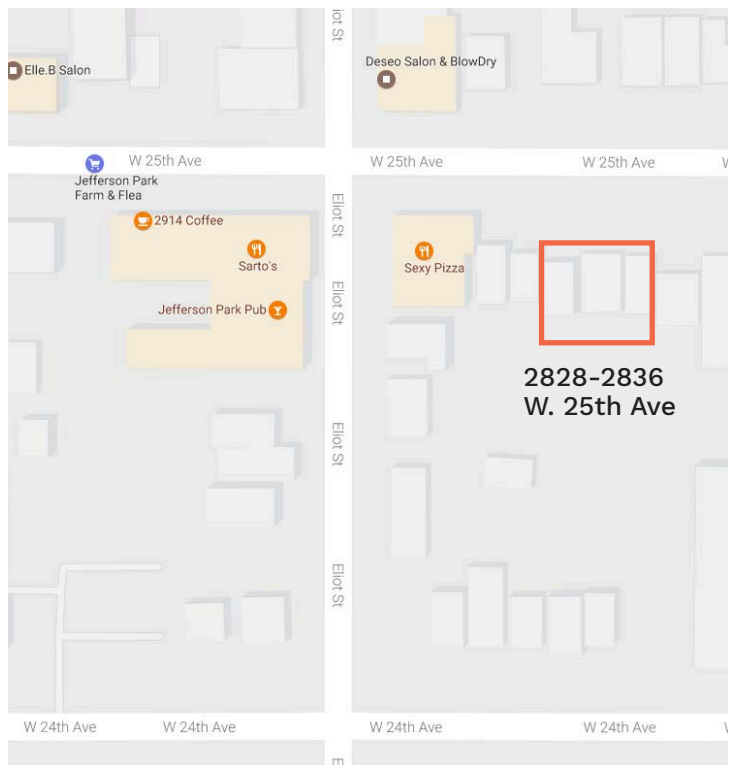 iot St
Elle.B Salon
Deseo Salon & BlowDry
W 25th Ave
W 25th Ave
W 25th Ave
Jefferson Park
Farm & Flea
Eliot St
2914 Coffee
Sarto's
Sexy Pizza
Eliot St
Jefferson Park Pub
2828-2836
W. 25th Ave
Eliot St
Eliot St
W 24th Ave
W 24th Ave
W 24th Ave
W 24th Ave
E